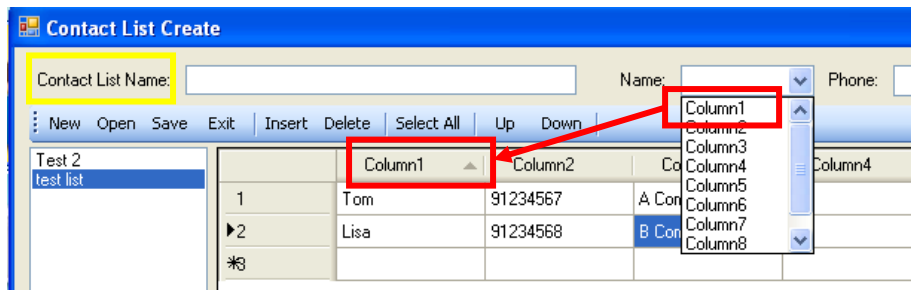 Contact List Create
Contact List Name: Name: Phone:
New Open Save Exit Insert Delete Select All Up Down
Column1
Column2
Column3
Column4
Column5
Column6
Column7
Column8
Test 2
test list
Column1 Column2 Column4
1 Tom 91234567 A Con
2 Lisa 91234568 B Con
3